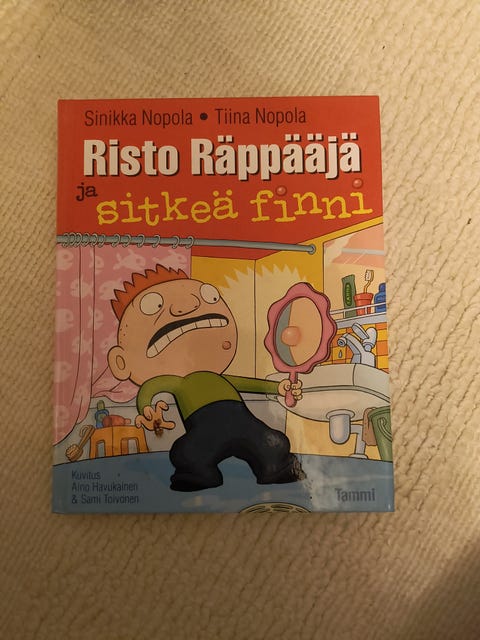 Sinikka Nopola • Tiina Nopola
Risto Räppääjä
ja
sitkeä finni
Kuvitus
Aino Havukainen
& Sami Toivonen
Tammi